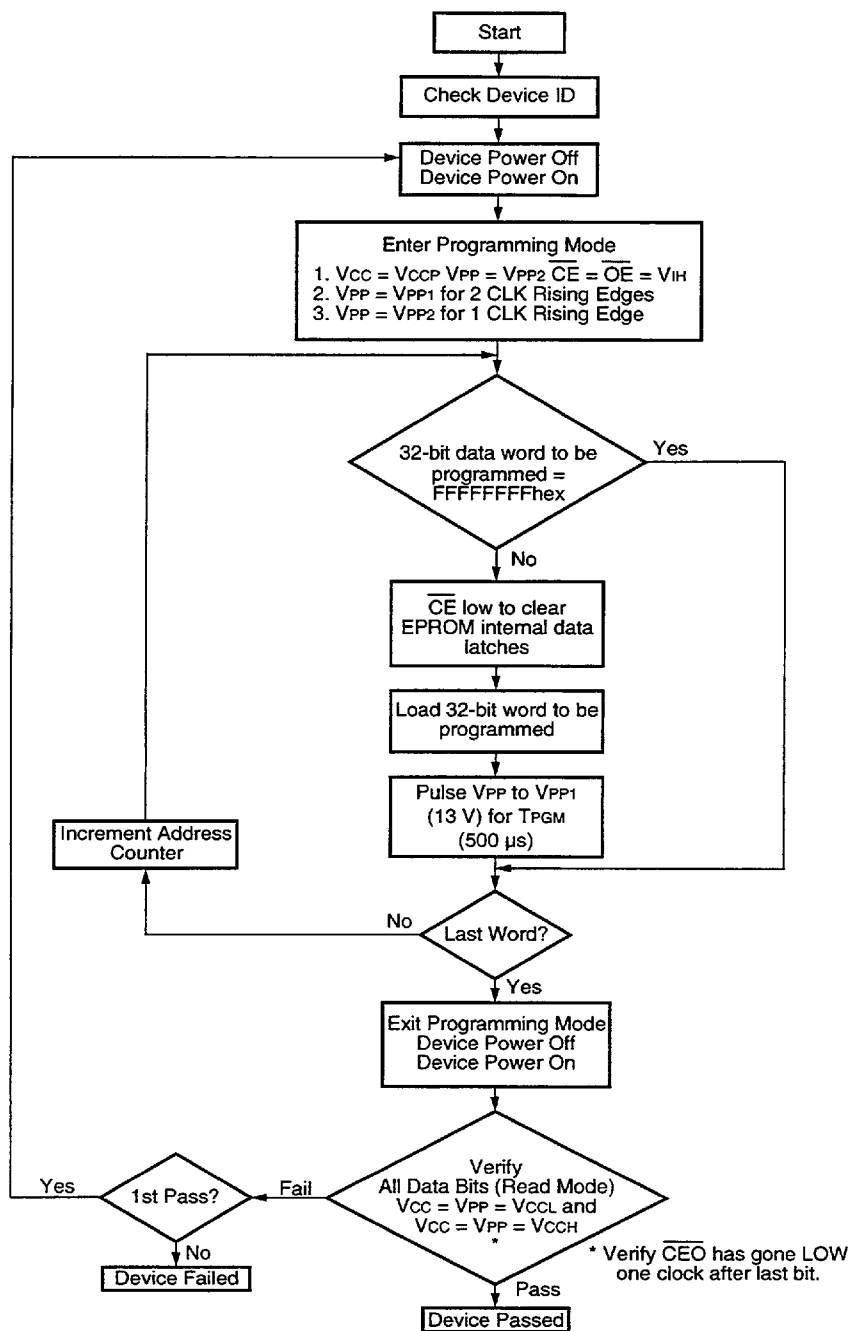 Start
Check Device ID
Device Power Off
Device Power On
Enter Programming Mode
1. VCC = VCCP VPP = VPP2 C̅E̅ = O̅E̅ = VIH
2. VPP = VPP1 for 2 CLK Rising Edges
3. VPP = VPP2 for 1 CLK Rising Edge
32-bit data word to be
programmed =
FFFFFFFFhex
Yes
No
C̅E̅ low to clear
EPROM internal data
latches
Load 32-bit word to be
programmed
Pulse VPP to VPP1
(13 V) for TPGM
(500 µs)
Increment Address
Counter
No
Last Word?
Yes
Exit Programming Mode
Device Power Off
Device Power On
Verify
All Data Bits (Read Mode)
VCC = VPP = VCCL and
VCC = VPP = VCCH
*
Fail
1st Pass?
Yes
No
Device Failed
* Verify C̅E̅O̅ has gone LOW
one clock after last bit.
Pass
Device Passed